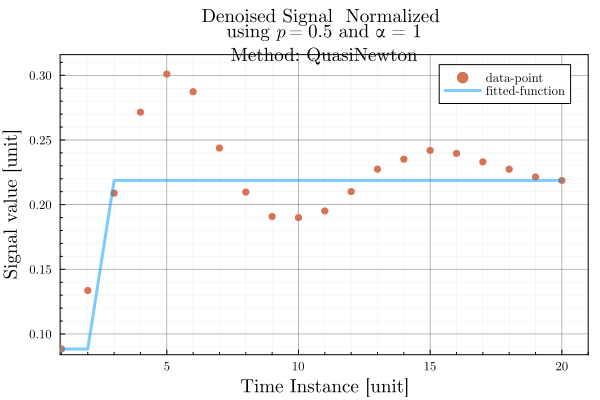 Denoised Signal Normalized
using p = 0.5 and α = 1
Method: QuasiNewton
data-point
fitted-function
Signal value [unit]
0.30
0.25
0.20
0.15
0.10
5
10
15
20
Time Instance [unit]